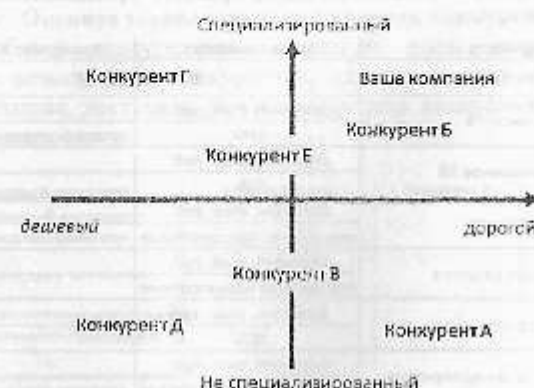 Специализированный
Конкурент Г
Ваша компания
Конкурент Б
Конкурент Е
дешевый
дорогой
Конкурент В
Конкурент Д
Конкурент А
Не специализированный